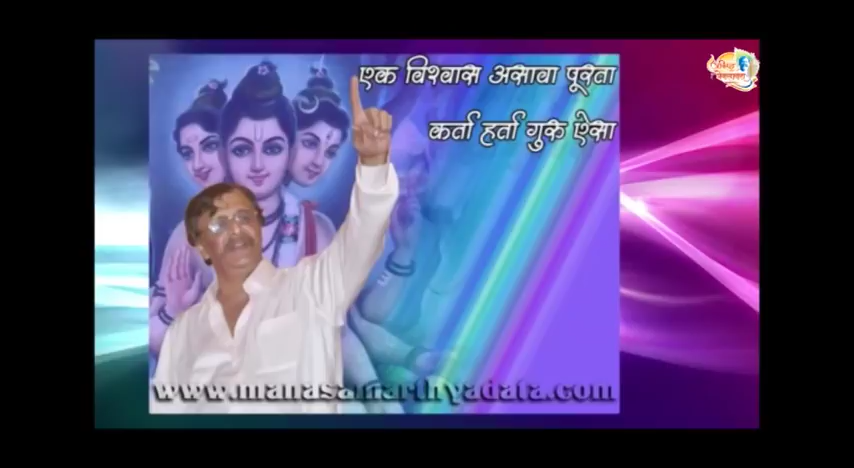 एक विश्वास असावा पूरता
कर्ता हर्ता गुरु ऐसा
www.manasamarthyadata.com